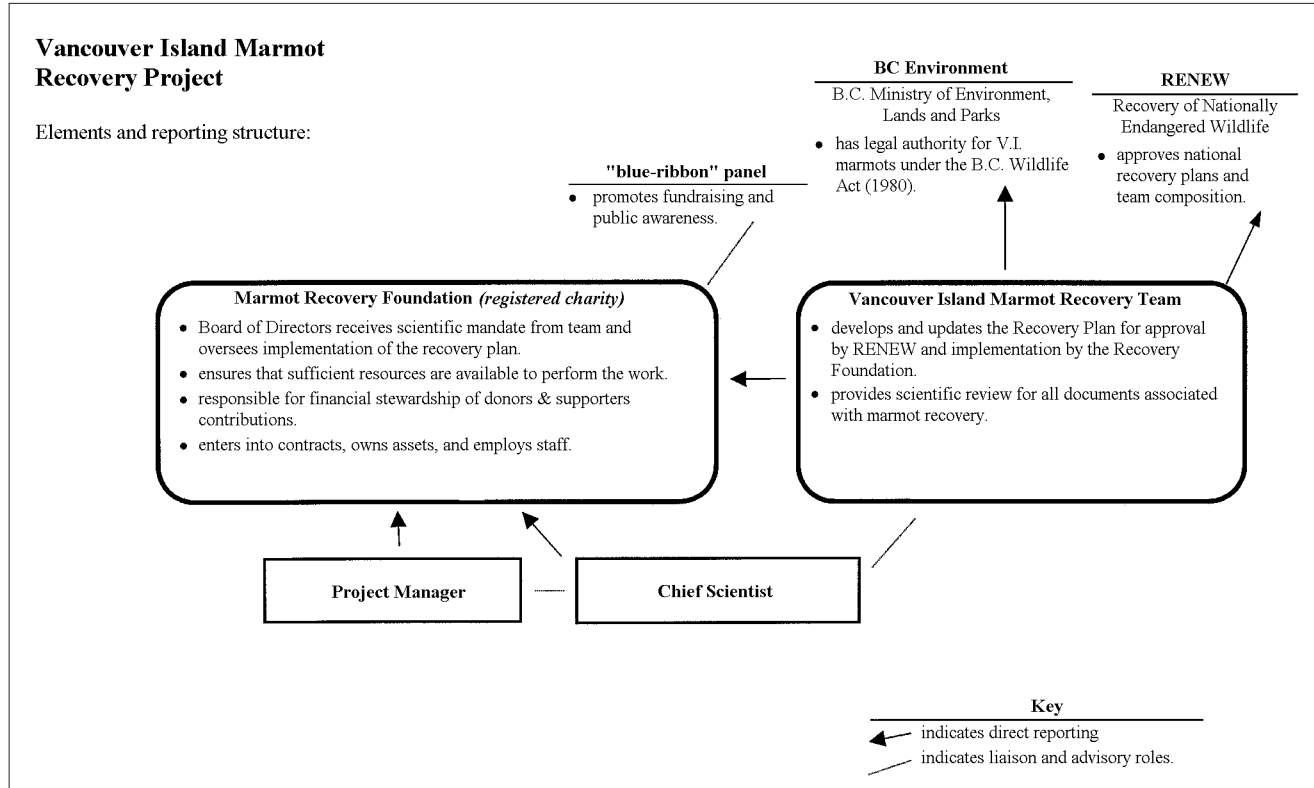 Vancouver Island Marmot
Recovery Project
Elements and reporting structure:
"blue-ribbon" panel
• promotes fundraising and
public awareness.
BC Environment
B.C. Ministry of Environment,
Lands and Parks
• has legal authority for V.I.
marmots under the B.C. Wildlife
Act (1980).
RENEW
Recovery of Nationally
Endangered Wildlife
• approves national
recovery plans and
team composition.
Marmot Recovery Foundation (registered charity)
• Board of Directors receives scientific mandate from team and
oversees implementation of the recovery plan.
• ensures that sufficient resources are available to perform the work.
• responsible for financial stewardship of donors & supporters
contributions.
• enters into contracts, owns assets, and employs staff.
Vancouver Island Marmot Recovery Team
• develops and updates the Recovery Plan for approval
by RENEW and implementation by the Recovery
Foundation.
• provides scientific review for all documents associated
with marmot recovery.
Project Manager
Chief Scientist
Key
indicates direct reporting
indicates liaison and advisory roles.